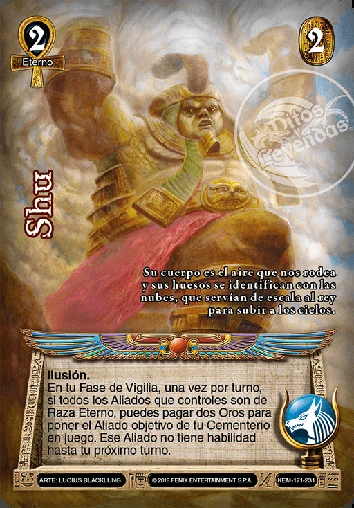 2
Eterno
2
Mitos
y
Leyendas
Shu
Su cuerpo es el aire que nos rodea
y sus huesos se identifican con las
nubes, que servían de escala al rey
para subir a los cielos.
Ilusión.
En tu Fase de Vigilia, una vez por turno,
si todos los Aliados que controles son de
Raza Eterno, puedes pagar dos Oros para
poner el Aliado objetivo de tu Cementerio
en juego. Ese Aliado no tiene habilidad
hasta tu próximo turno.
ARTE: LUCIUS BLACKLUNG
© 2015 FENIX ENTERTAINMENT S.P.A.
NEM-171-231